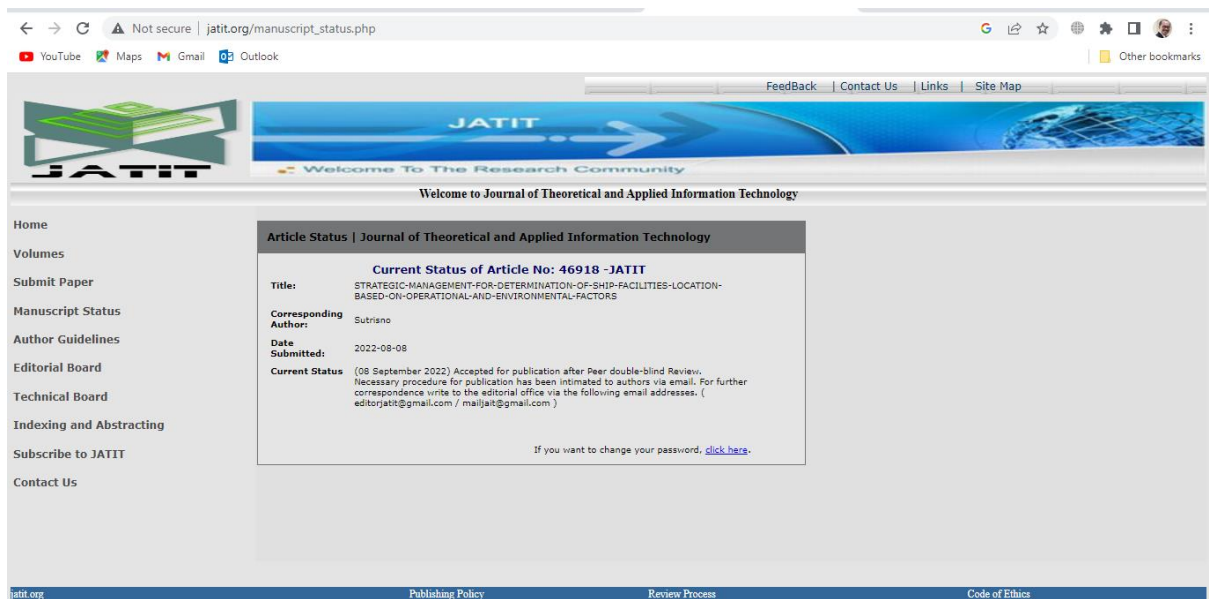 Not secure | jatit.org/manuscript_status.php
YouTube Maps Gmail Outlook Other bookmarks
FeedBack | Contact Us | Links | Site Map
JATIT
JATIT
Welcome To The Research Community
Welcome to Journal of Theoretical and Applied Information Technology
Home
Volumes
Submit Paper
Manuscript Status
Author Guidelines
Editorial Board
Technical Board
Indexing and Abstracting
Subscribe to JATIT
Contact Us
Article Status | Journal of Theoretical and Applied Information Technology
Current Status of Article No: 46918 -JATIT
Title: STRATEGIC-MANAGEMENT-FOR-DETERMINATION-OF-SHIP-FACILITIES-LOCATION-
BASED-ON-OPERATIONAL-AND-ENVIRONMENTAL-FACTORS
Corresponding
Author: Sutrisno
Date
Submitted: 2022-08-08
Current Status (08 September 2022) Accepted for publication after Peer double-blind Review.
Necessary procedure for publication has been intimated to authors via email. For further
correspondence write to the editorial office via the following email addresses. (
editorjatit@gmail.com / mailjait@gmail.com )
If you want to change your password, click here.
jatit.org Publishing Policy Review Process Code of Ethics